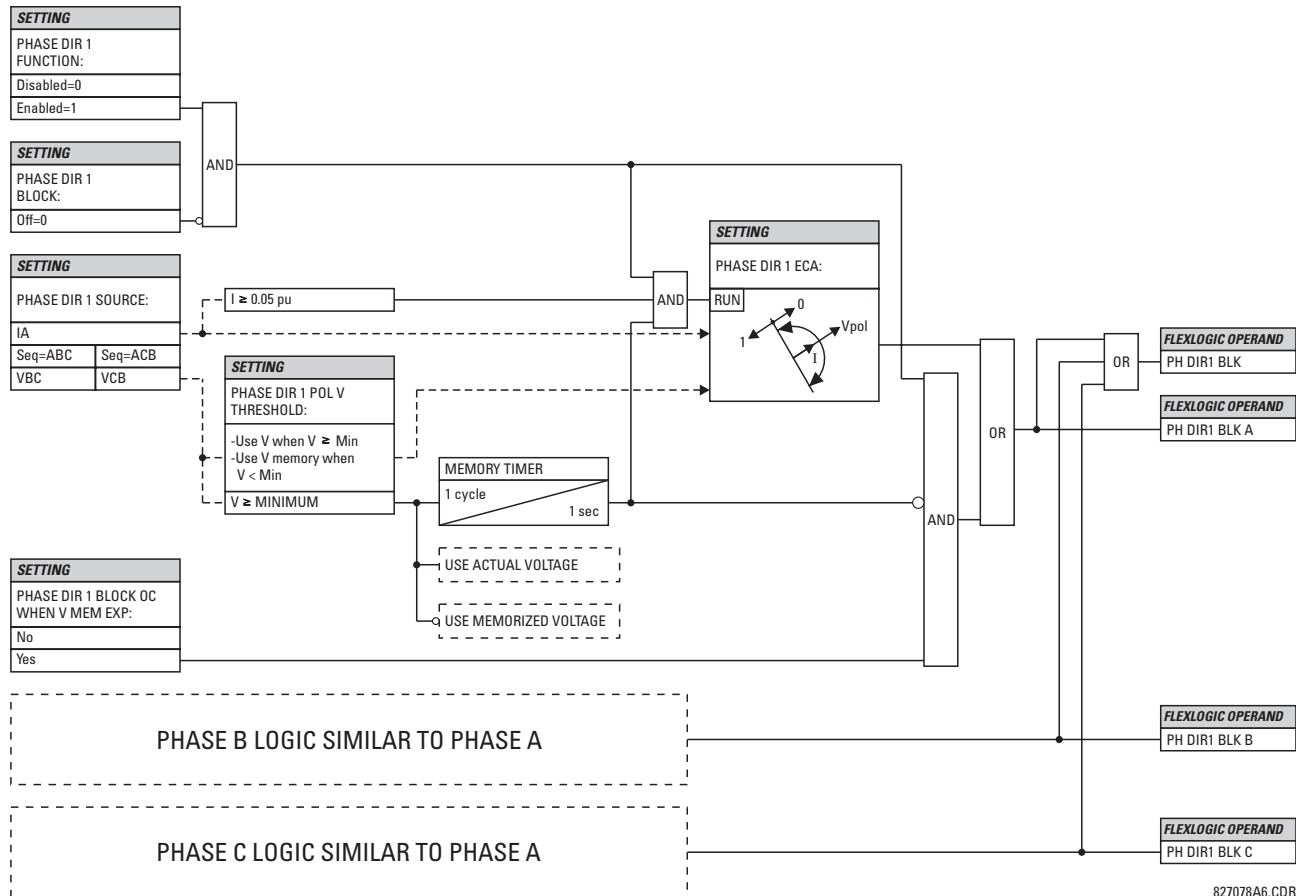 SETTING
PHASE DIR 1
FUNCTION:
Disabled=0
Enabled=1
AND
SETTING
PHASE DIR 1
BLOCK:
Off=0
SETTING
PHASE DIR 1 SOURCE:
IA
Seq=ABC Seq=ACB
VBC VCB
I ≥ 0.05 pu
AND
SETTING
PHASE DIR 1 ECA:
RUN
0
1
Vpol
I
SETTING
PHASE DIR 1 POL V
THRESHOLD:
-Use V when V ≥ Min
-Use V memory when
V < Min
V ≥ MINIMUM
MEMORY TIMER
1 cycle
1 sec
USE ACTUAL VOLTAGE
USE MEMORIZED VOLTAGE
AND
OR
OR
FLEXLOGIC OPERAND
PH DIR1 BLK
FLEXLOGIC OPERAND
PH DIR1 BLK A
SETTING
PHASE DIR 1 BLOCK OC
WHEN V MEM EXP:
No
Yes
PHASE B LOGIC SIMILAR TO PHASE A
FLEXLOGIC OPERAND
PH DIR1 BLK B
PHASE C LOGIC SIMILAR TO PHASE A
FLEXLOGIC OPERAND
PH DIR1 BLK C
827078A6.CDR